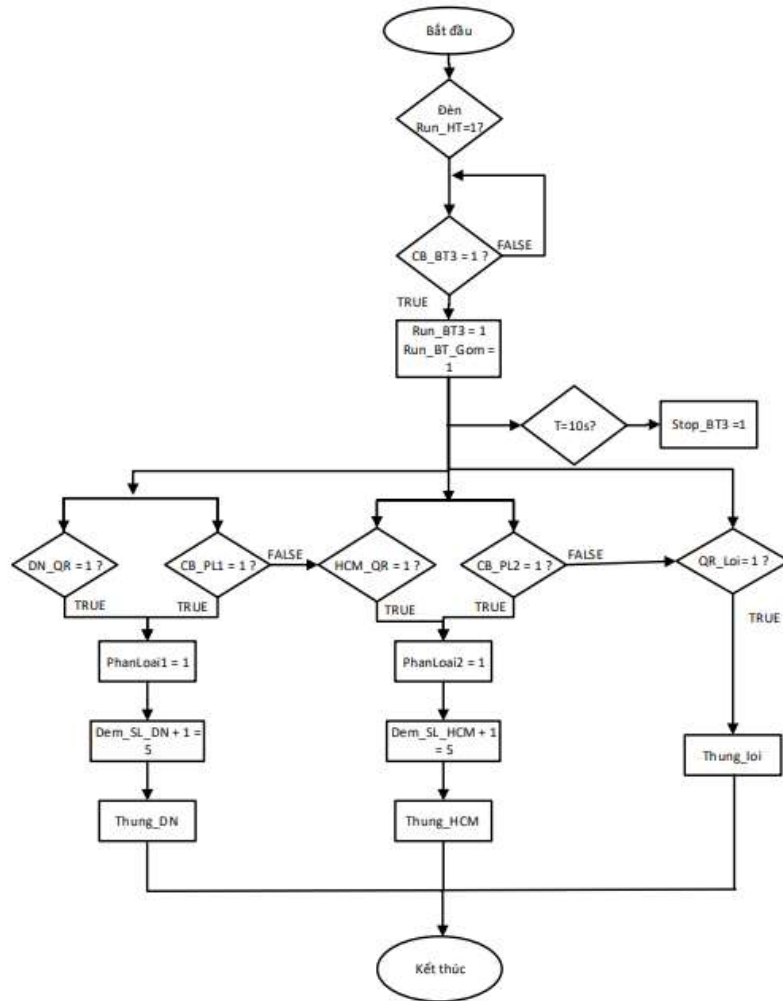 Bắt đầu
Đèn
Run_HT=1?
FALSE
CB_BT3 = 1 ?
TRUE
Run_BT3 = 1
Run_BT_Gom =
1
T=10s?
Stop_BT3 =1
DN_QR = 1 ?
CB_PL1 = 1 ?
FALSE
HCM_QR = 1 ?
CB_PL2 = 1 ?
FALSE
QR_Loi= 1 ?
TRUE
TRUE
TRUE
TRUE
TRUE
PhanLoai1 = 1
PhanLoai2 = 1
Dem_SL_DN + 1 =
5
Dem_SL_HCM + 1
= 5
Thung_loi
Thung_DN
Thung_HCM
Kết thúc